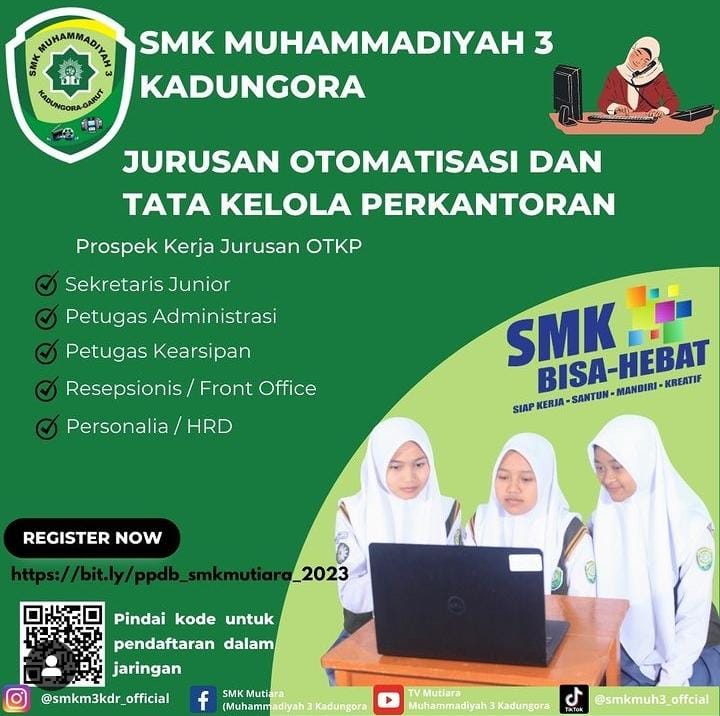 SMK MUHAMMADIYAH 3
KADUNGORA-GARUT
SMK MUHAMMADIYAH 3
KADUNGORA
JURUSAN OTOMATISASI DAN
TATA KELOLA PERKANTORAN
Prospek Kerja Jurusan OTKP
Sekretaris Junior
Petugas Administrasi
Petugas Kearsipan
Resepsionis / Front Office
Personalia / HRD
SMK
BISA-HEBAT
SIAP KERJA - SANTUN - MANDIRI - KREATIF
REGISTER NOW
https://bit.ly/ppdb_smkmutiara_2023
Pindai kode untuk
pendaftaran dalam
jaringan
DELL
@smkm3kdr_offcial
SMK Mutiara
(Muhammadiyah 3 Kadungora
TV Mutiara
Muhammadiyah 3 Kadungora
TikTok
@smkmuh3_offcial